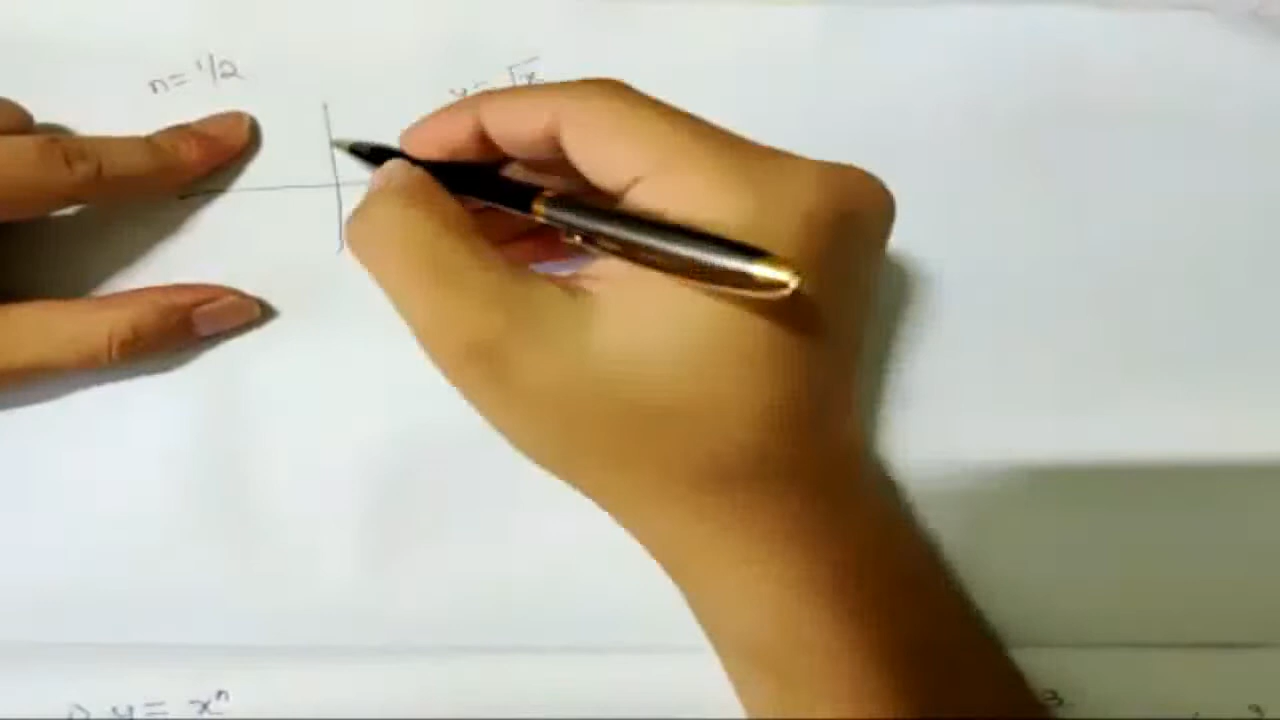 n = 1/2
y = √x
y = xⁿ